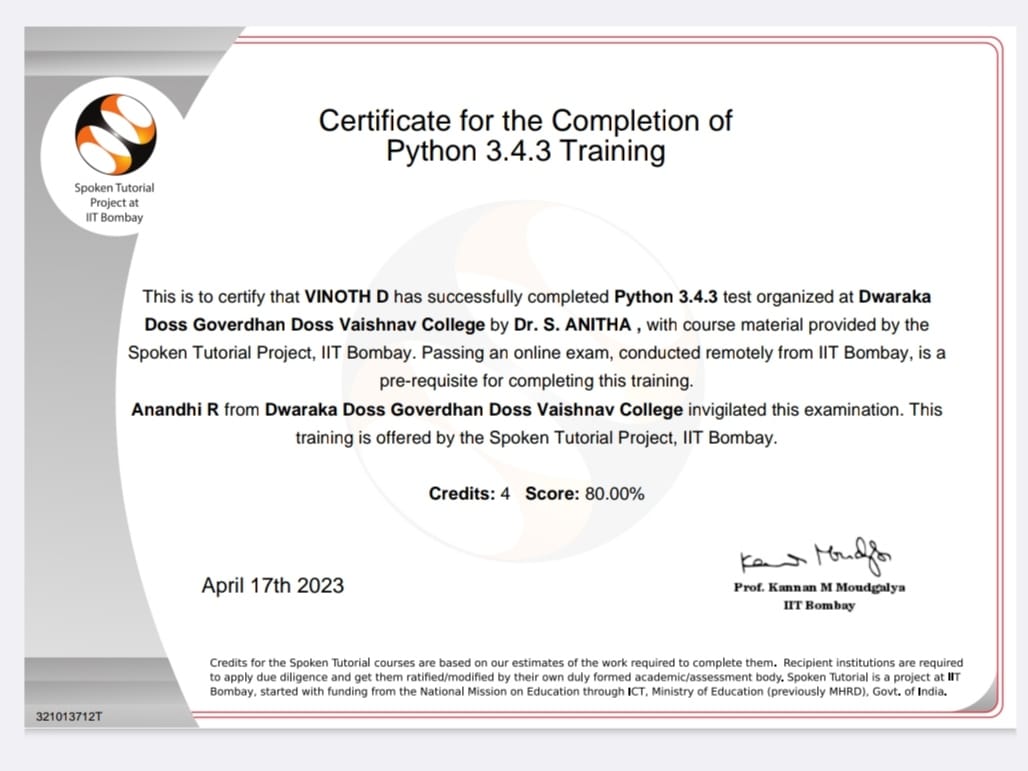 Spoken Tutorial
Project at
IIT Bombay
Certificate for the Completion of
Python 3.4.3 Training
This is to certify that VINOTH D has successfully completed Python 3.4.3 test organized at Dwaraka
Doss Goverdhan Doss Vaishnav College by Dr. S. ANITHA , with course material provided by the
Spoken Tutorial Project, IIT Bombay. Passing an online exam, conducted remotely from IIT Bombay, is a
pre-requisite for completing this training.
Anandhi R from Dwaraka Doss Goverdhan Doss Vaishnav College invigilated this examination. This
training is offered by the Spoken Tutorial Project, IIT Bombay.
Credits: 4 Score: 80.00%
April 17th 2023
Kannan Moudgalya
Prof. Kannan M Moudgalya
IIT Bombay
Credits for the Spoken Tutorial courses are based on our estimates of the work required to complete them. Recipient institutions are required
to apply due diligence and get them ratified/modified by their own duly formed academic/assessment body. Spoken Tutorial is a project at IIT
Bombay, started with funding from the National Mission on Education through ICT, Ministry of Education (previously MHRD), Govt. of India.
321013712T